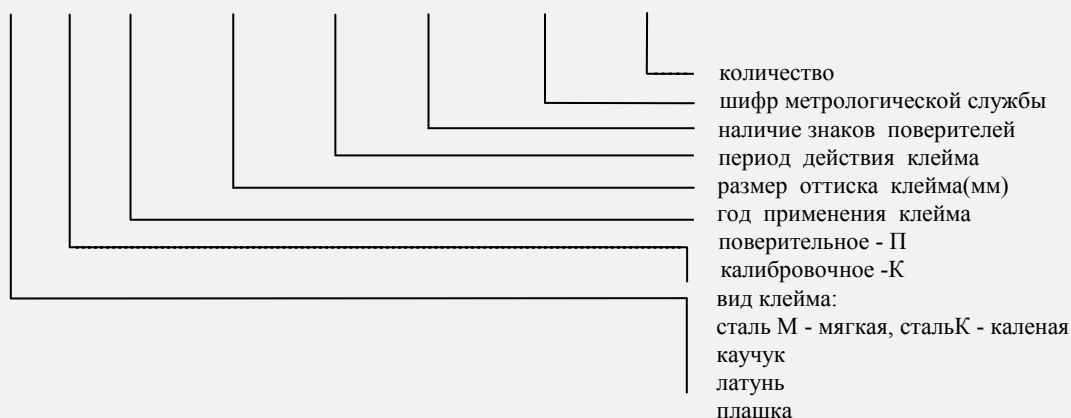 количество
шифр метрологической службы
наличие знаков поверителей
период действия клейма
размер оттиска клейма(мм)
год применения клейма
поверительное - П
калибровочное -К
вид клейма:
сталь М - мягкая, стальК - каленая
каучук
латунь
плашка